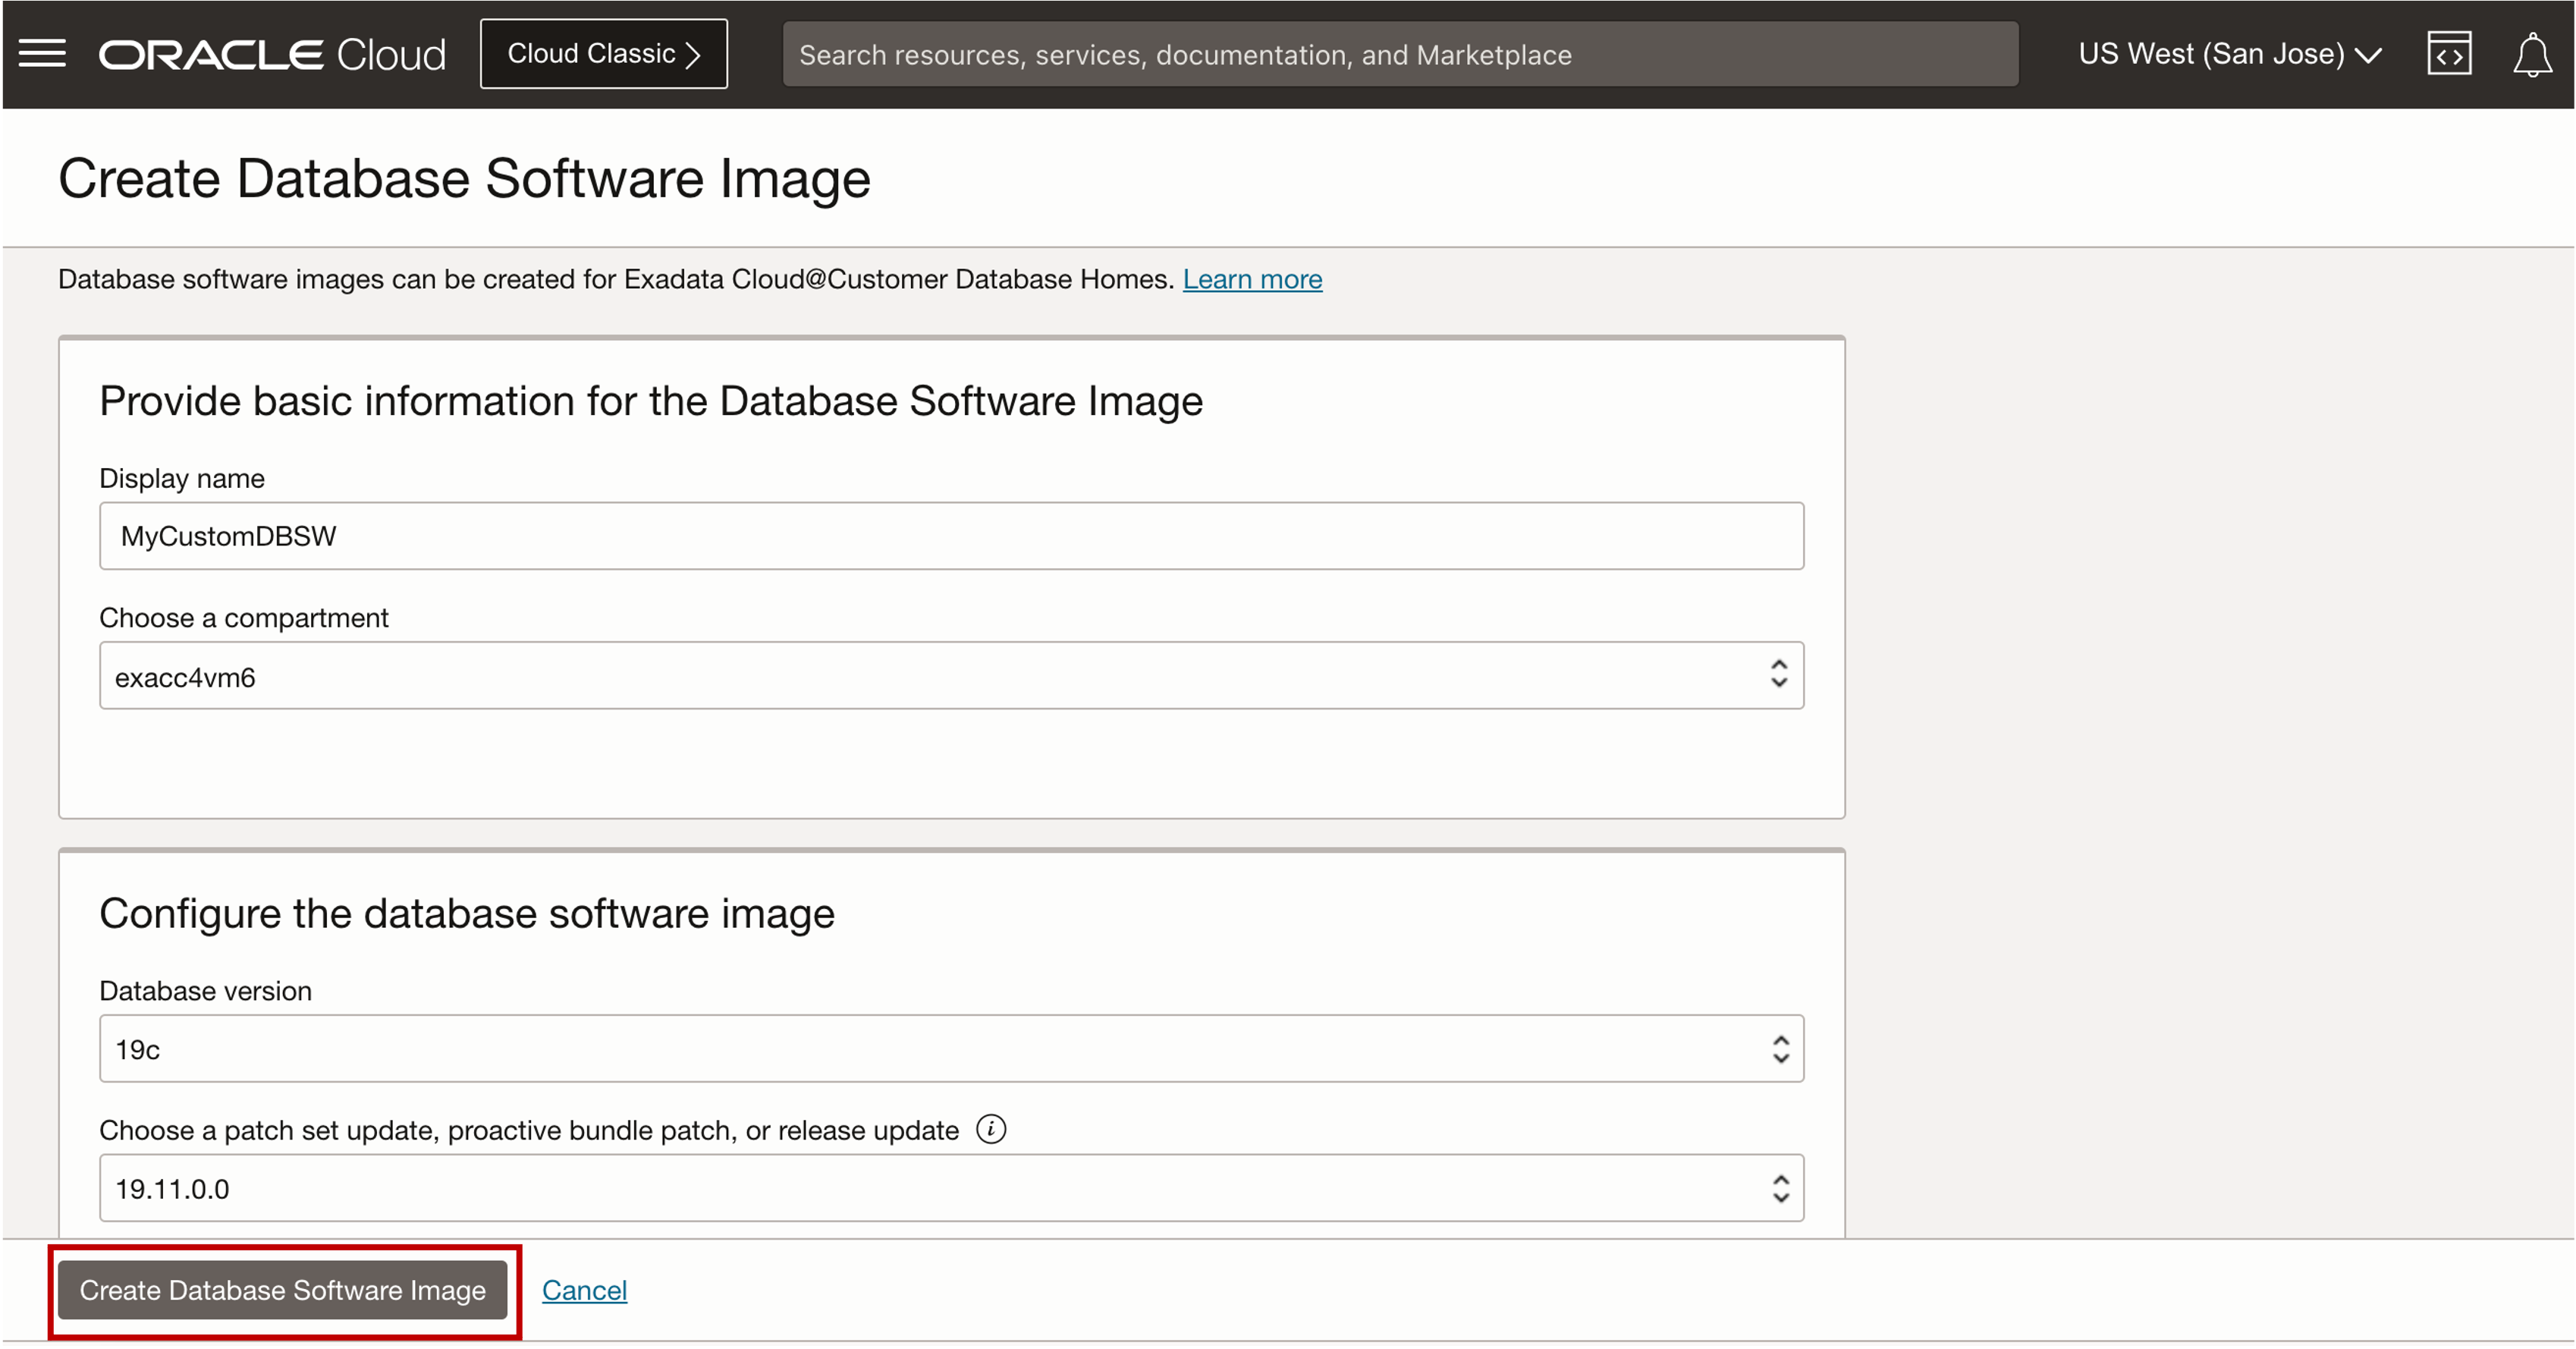 ORACLE Cloud
Cloud Classic
Search resources, services, documentation, and Marketplace
US West (San Jose)
Create Database Software Image
Database software images can be created for Exadata Cloud@Customer Database Homes. Learn more
Provide basic information for the Database Software Image
Display name
MyCustomDBSW
Choose a compartment
exacc4vm6
Configure the database software image
Database version
19c
Choose a patch set update, proactive bundle patch, or release update
19.11.0.0
Create Database Software Image
Cancel